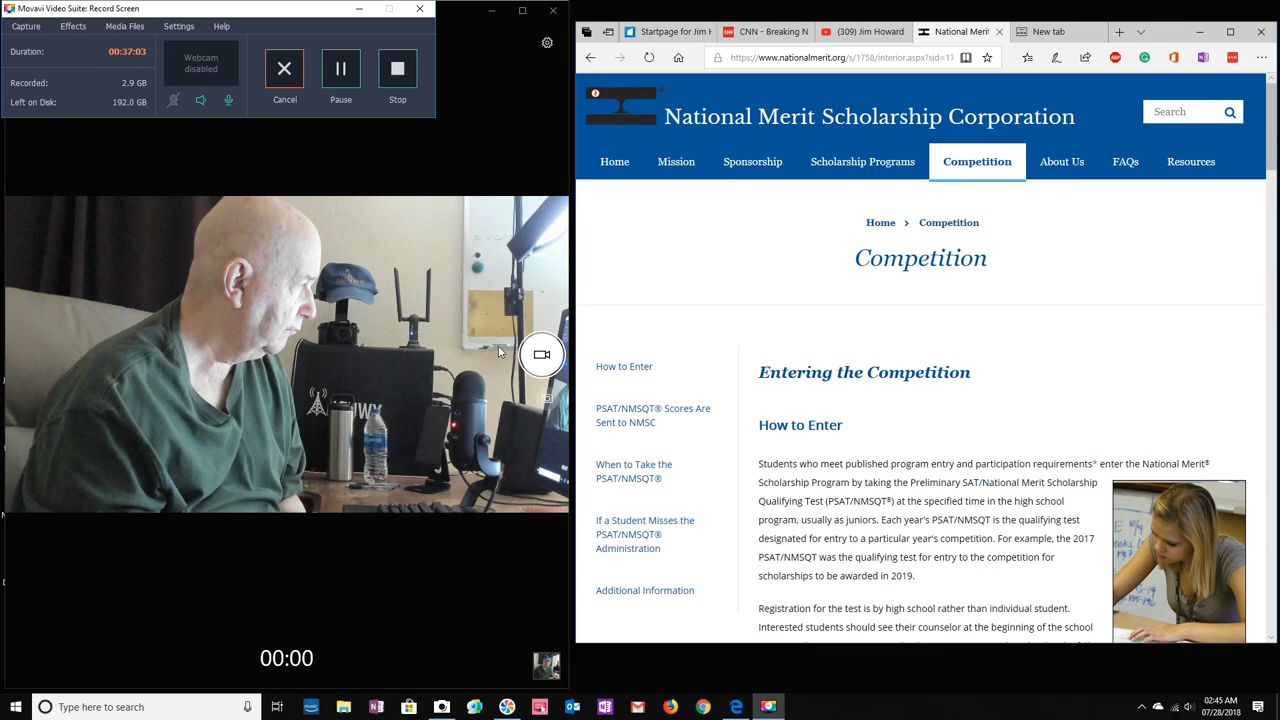 Movavi Video Suite: Record Screen
Capture
Effects
Media Files
Settings
Help
Duration:
00:37:03
Webcam
disabled
Recorded:
2.9 GB
Left on Disk:
192.0 GB
Cancel
Pause
Stop
00:00
Startpage for Jim H
CNN - Breaking N
(309) Jim Howard
National Merit
New tab
https://www.nationalmerit.org/s/1758/interior.aspx?sid=17
National Merit Scholarship Corporation
Search
Home
Mission
Sponsorship
Scholarship Programs
Competition
About Us
FAQs
Resources
Home > Competition
Competition
How to Enter
PSAT/NMSQT® Scores Are
Sent to NMSC
When to Take the
PSAT/NMSQT®
If a Student Misses the
PSAT/NMSQT®
Administration
Additional Information
Entering the Competition
How to Enter
Students who meet published program entry and participation requirements* enter the National Merit®
Scholarship Program by taking the Preliminary SAT/National Merit Scholarship
Qualifying Test (PSAT/NMSQT®) at the specified time in the high school
program, usually as juniors. Each year's PSAT/NMSQT is the qualifying test
designated for entry to a particular year's competition. For example, the 2017
PSAT/NMSQT was the qualifying test for entry to the competition for
scholarships to be awarded in 2019.
Registration for the test is by high school rather than individual student.
Interested students should see their counselor at the beginning of the school
Type here to search
02:45 AM
07/28/2018